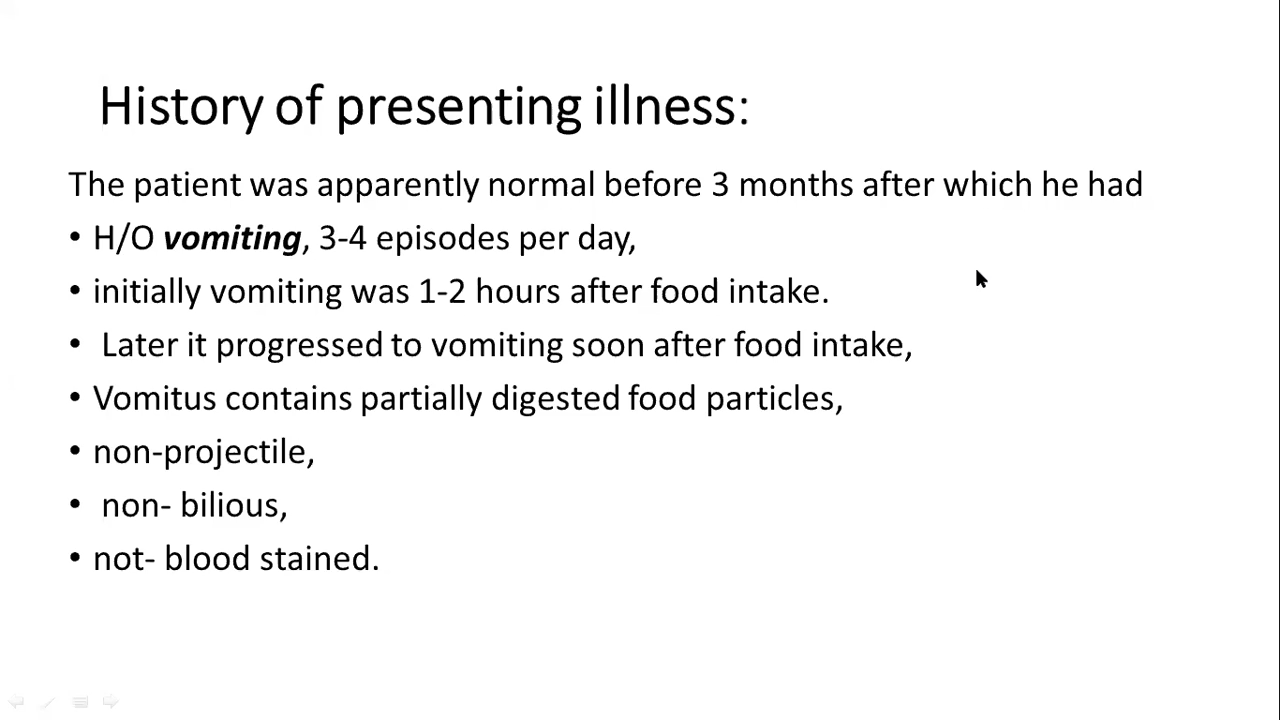 History of presenting illness:
The patient was apparently normal before 3 months after which he had
• H/O vomiting, 3-4 episodes per day,
• initially vomiting was 1-2 hours after food intake.
• Later it progressed to vomiting soon after food intake,
• Vomitus contains partially digested food particles,
• non-projectile,
• non- bilious,
• not- blood stained.